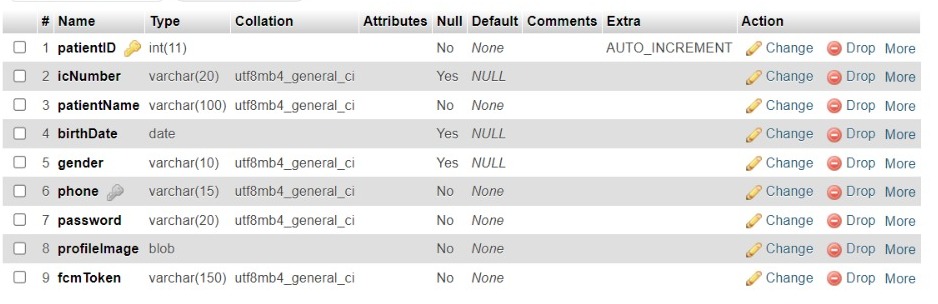 # Name Type Collation Attributes Null Default Comments Extra Action
1 patientID int(11) No None AUTO_INCREMENT Change Drop More
2 icNumber varchar(20) utf8mb4_general_ci Yes NULL Change Drop More
3 patientName varchar(100) utf8mb4_general_ci No None Change Drop More
4 birthDate date Yes NULL Change Drop More
5 gender varchar(10) utf8mb4_general_ci Yes NULL Change Drop More
6 phone varchar(15) utf8mb4_general_ci No None Change Drop More
7 password varchar(20) utf8mb4_general_ci No None Change Drop More
8 profileImage blob No None Change Drop More
9 fcmToken varchar(150) utf8mb4_general_ci No None Change Drop More